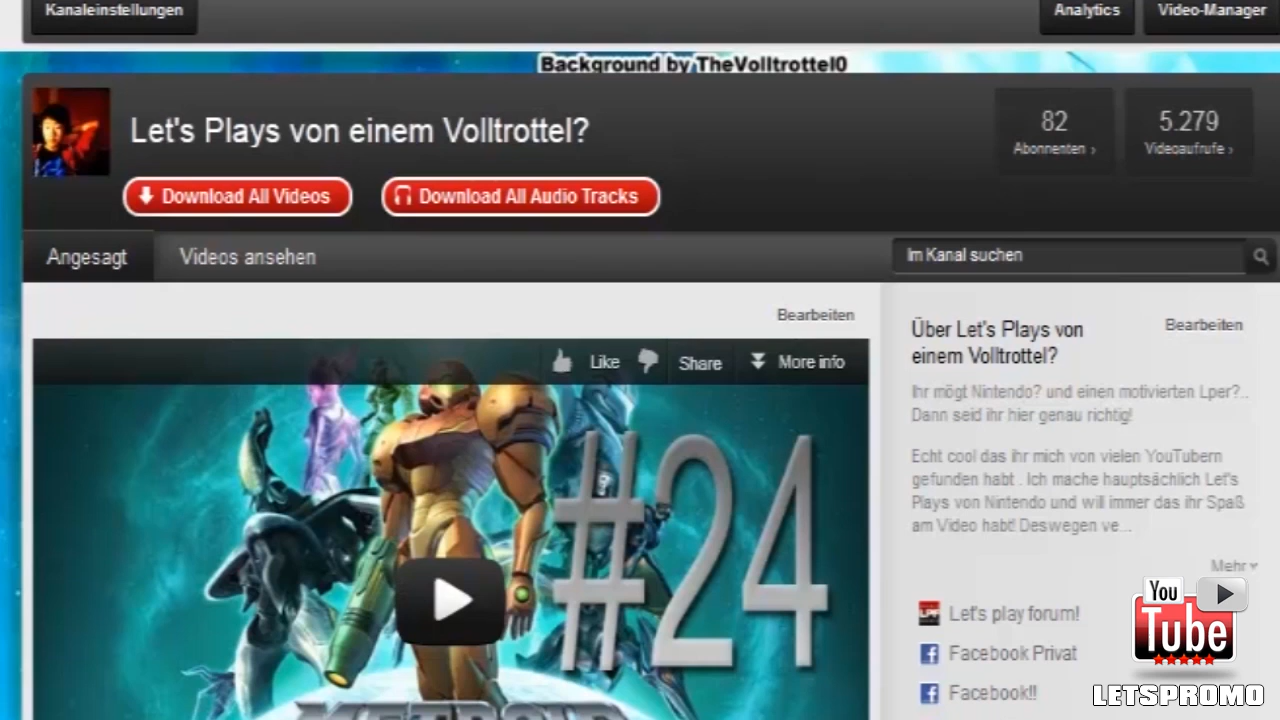 Kanaleinstellungen
Analytics
Video-Manager
Background by TheVolltrottel0
Let's Plays von einem Volltrottel?
82
Abonnenten ›
5.279
Videoaufrufe ›
Download All Videos
Download All Audio Tracks
Angesagt
Videos ansehen
Im Kanal suchen
Bearbeiten
Like
Share
More info
#24
METROID
Über Let's Plays von
einem Volltrottel?
Bearbeiten
Ihr mögt Nintendo? und einen motivierten Lper?..
Dann seid ihr hier genau richtig!
Echt cool das ihr mich von vielen YouTubern
gefunden habt . Ich mache hauptsächlich Let's
Plays von Nintendo und will immer das ihr Spaß
am Video habt! Deswegen ve...
Mehr
LPF
Let's play forum!
Facebook Privat
Facebook!!
You
Tube
LETSPROMO